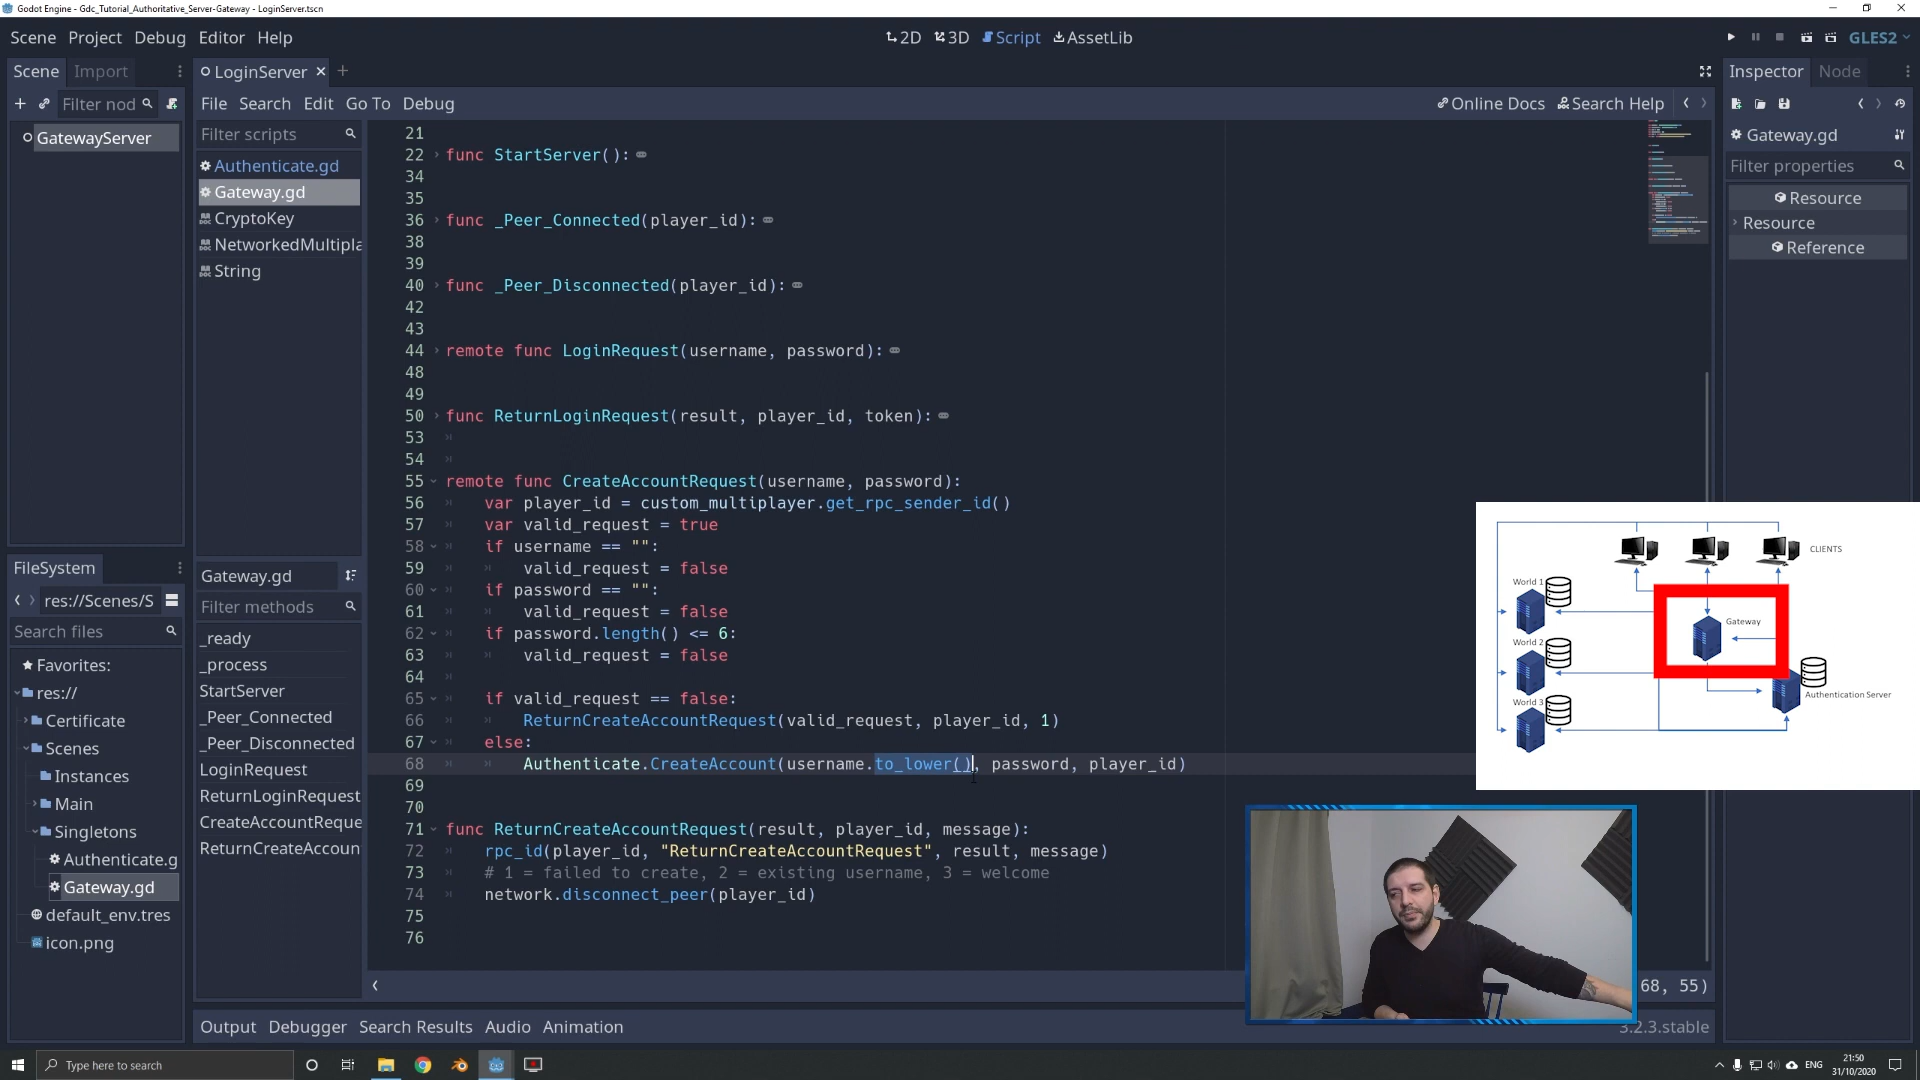 Godot Engine - Gdc_Tutorial_Authoritative_Server-Gateway - LoginServer.tscn
Scene Project Debug Editor Help
2D 3D Script AssetLib
GLES2
Scene Import
LoginServer
Inspector Node
Filter nod
File Search Edit Go To Debug
Online Docs Search Help
GatewayServer
Filter scripts
Authenticate.gd
Gateway.gd
CryptoKey
NetworkedMultipla
String
Gateway.gd
Filter properties
Resource
Resource
Reference
21
22 func StartServer():
34
35
36 func _Peer_Connected(player_id):
38
39
40 func _Peer_Disconnected(player_id):
42
43
44 remote func LoginRequest(username, password):
48
49
50 func ReturnLoginRequest(result, player_id, token):
53
54
55 remote func CreateAccountRequest(username, password):
56 var player_id = custom_multiplayer.get_rpc_sender_id()
57 var valid_request = true
58 if username == "":
59 valid_request = false
60 if password == "":
61 valid_request = false
62 if password.length() <= 6:
63 valid_request = false
64
65 if valid_request == false:
66 ReturnCreateAccountRequest(valid_request, player_id, 1)
67 else:
68 Authenticate.CreateAccount(username.to_lower(), password, player_id)
69
70
71 func ReturnCreateAccountRequest(result, player_id, message):
72 rpc_id(player_id, "ReturnCreateAccountRequest", result, message)
73 # 1 = failed to create, 2 = existing username, 3 = welcome
74 network.disconnect_peer(player_id)
75
76
FileSystem
res://Scenes/S
Search files
Favorites:
res://
Certificate
Scenes
Instances
Main
Singletons
Authenticate.g
Gateway.gd
default_env.tres
icon.png
Gateway.gd
Filter methods
_ready
_process
StartServer
_Peer_Connected
_Peer_Disconnected
LoginRequest
ReturnLoginRequest
CreateAccountReque
ReturnCreateAccoun
CLIENTS
World 1
Gateway
World 2
Authentication Server
World 3
68, 55)
Output Debugger Search Results Audio Animation
3.2.3.stable
Type here to search
ENG
21:50
31/10/2020